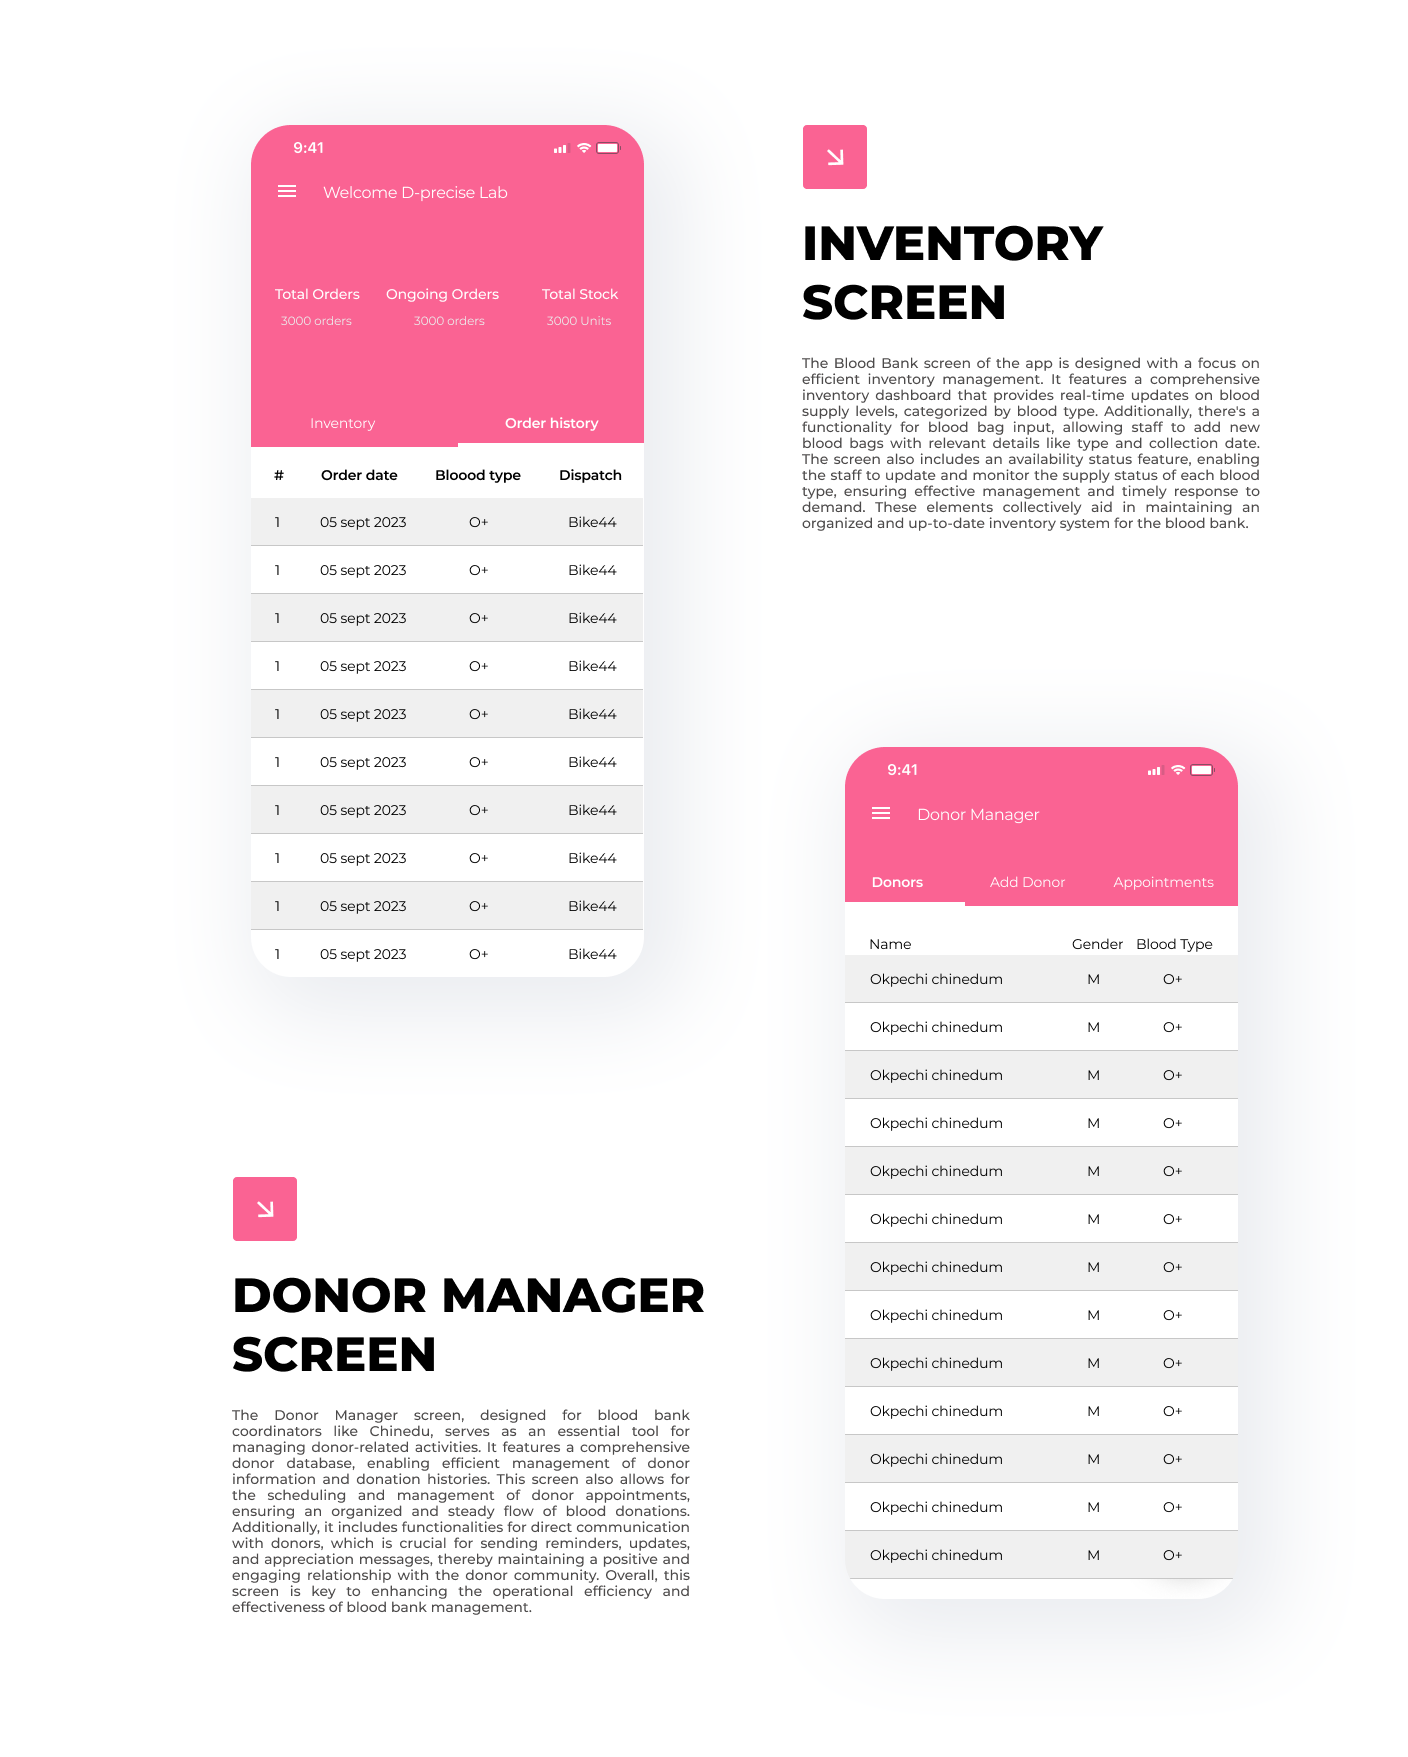 9:41
Welcome D-precise Lab
Total Orders Ongoing Orders Total Stock
3000 orders 3000 orders 3000 Units
Inventory Order history
# Order date Bloood type Dispatch
1 05 sept 2023 O+ Bike44
1 05 sept 2023 O+ Bike44
1 05 sept 2023 O+ Bike44
1 05 sept 2023 O+ Bike44
1 05 sept 2023 O+ Bike44
1 05 sept 2023 O+ Bike44
1 05 sept 2023 O+ Bike44
1 05 sept 2023 O+ Bike44
1 05 sept 2023 O+ Bike44
1 05 sept 2023 O+ Bike44
INVENTORY
SCREEN
The Blood Bank screen of the app is designed with a focus on
efficient inventory management. It features a comprehensive
inventory dashboard that provides real-time updates on blood
supply levels, categorized by blood type. Additionally, there's a
functionality for blood bag input, allowing staff to add new
blood bags with relevant details like type and collection date.
The screen also includes an availability status feature, enabling
the staff to update and monitor the supply status of each blood
type, ensuring effective management and timely response to
demand. These elements collectively aid in maintaining an
organized and up-to-date inventory system for the blood bank.
DONOR MANAGER
SCREEN
The Donor Manager screen, designed for blood bank
coordinators like Chinedu, serves as an essential tool for
managing donor-related activities. It features a comprehensive
donor database, enabling efficient management of donor
information and donation histories. This screen also allows for
the scheduling and management of donor appointments,
ensuring an organized and steady flow of blood donations.
Additionally, it includes functionalities for direct communication
with donors, which is crucial for sending reminders, updates,
and appreciation messages, thereby maintaining a positive and
engaging relationship with the donor community. Overall, this
screen is key to enhancing the operational efficiency and
effectiveness of blood bank management.
9:41
Donor Manager
Donors Add Donor Appointments
Name Gender Blood Type
Okpechi chinedum M O+
Okpechi chinedum M O+
Okpechi chinedum M O+
Okpechi chinedum M O+
Okpechi chinedum M O+
Okpechi chinedum M O+
Okpechi chinedum M O+
Okpechi chinedum M O+
Okpechi chinedum M O+
Okpechi chinedum M O+
Okpechi chinedum M O+
Okpechi chinedum M O+
Okpechi chinedum M O+